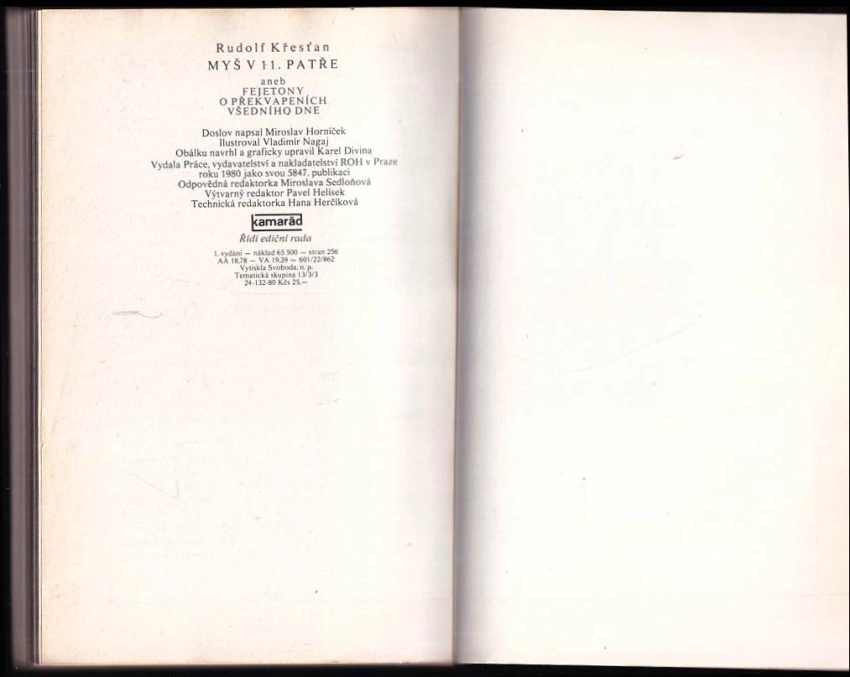 Rudolf Křesťan
MYŠ V 11. PATŘE
aneb
FEJETONY
O PŘEKVAPENÍCH
VŠEDNÍHO DNE
Doslov napsal Miroslav Horníček
Ilustroval Vladimír Nagaj
Obálku navrhl a graficky upravil Karel Divina
Vydala Práce, vydavatelství a nakladatelství ROH v Praze
roku 1980 jako svou 5847. publikaci
Odpovědná redaktorka Miroslava Sedloňová
Výtvarný redaktor Pavel Helísek
Technická redaktorka Hana Herčíková
kamarád
Řídí ediční rada
1. vydání — náklad 65 500 — stran 256
AA 18,78 — VA 19,39 — 601/22/862
Vytiskla Svoboda, n. p.
Tematická skupina 13/3/3
24-132-80 Kčs 25,—